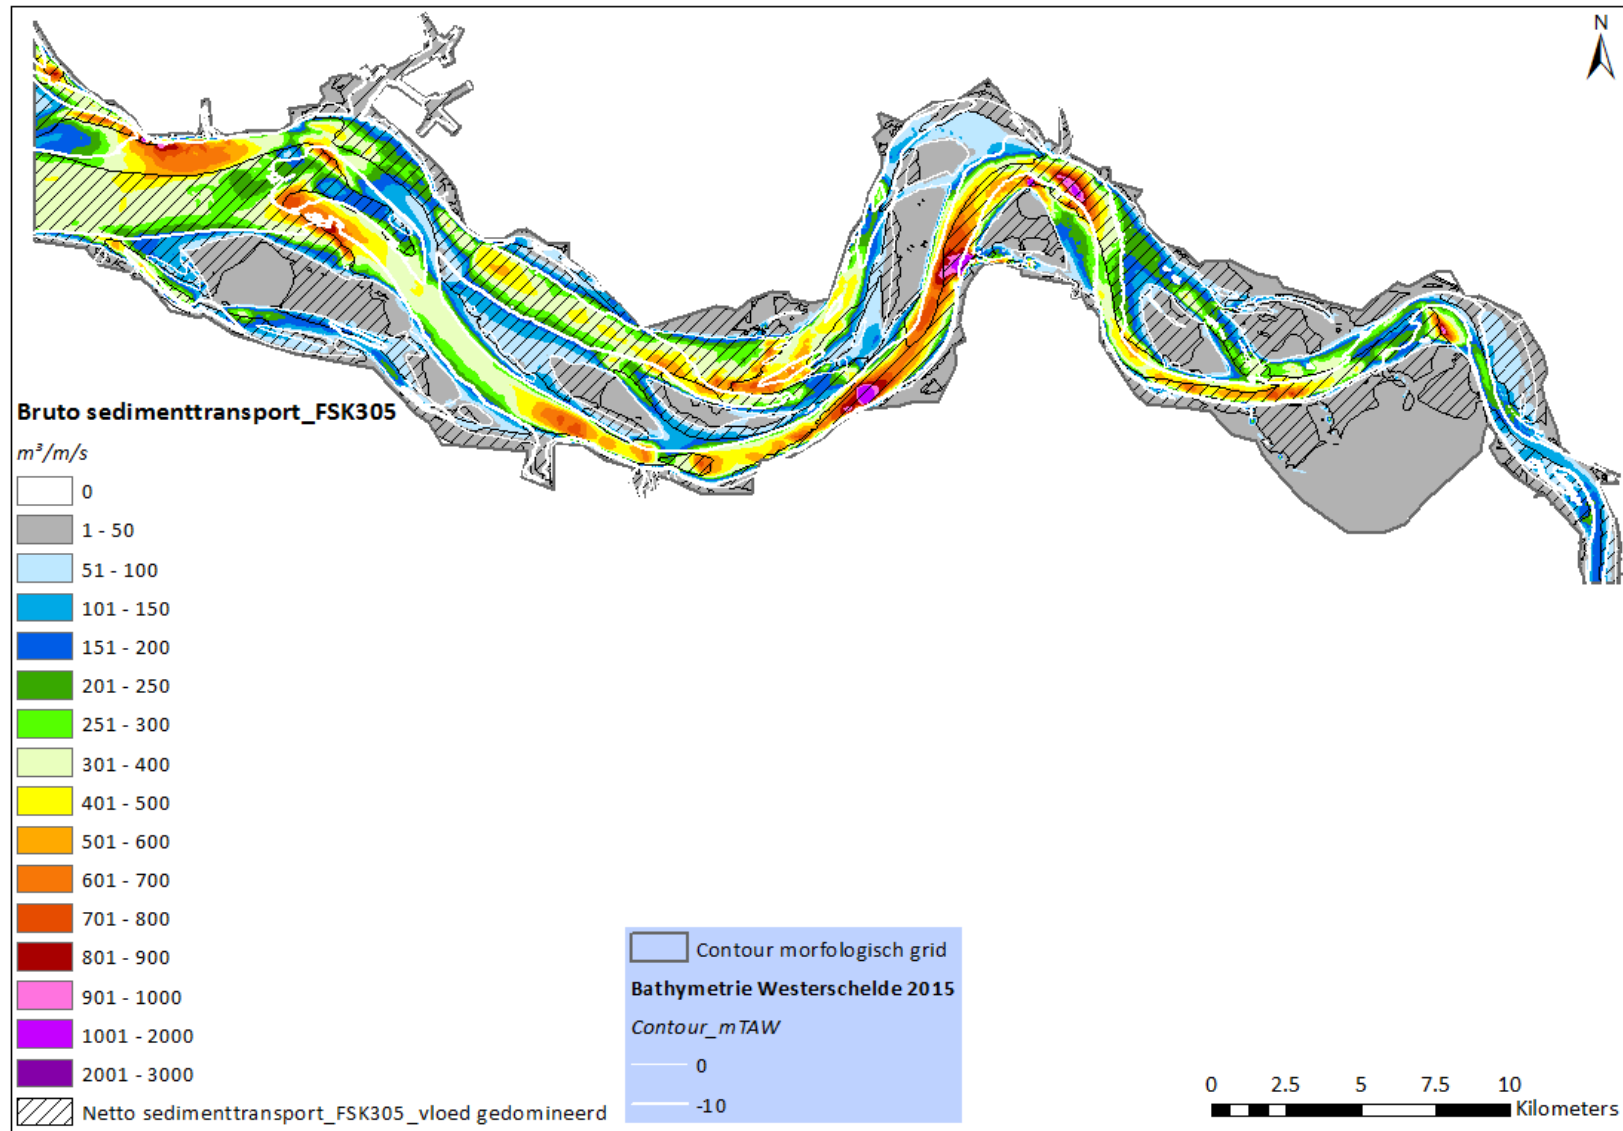 N
Bruto sedimenttransport_FSK305
m³/m/s
0
1 - 50
51 - 100
101 - 150
151 - 200
201 - 250
251 - 300
301 - 400
401 - 500
501 - 600
601 - 700
701 - 800
801 - 900
901 - 1000
1001 - 2000
2001 - 3000
Netto sedimenttransport_FSK305_vloed gedomineerd
Contour morfologisch grid
Bathymetrie Westerschelde 2015
Contour_mTAW
0
-10
0 2.5 5 7.5 10
Kilometers